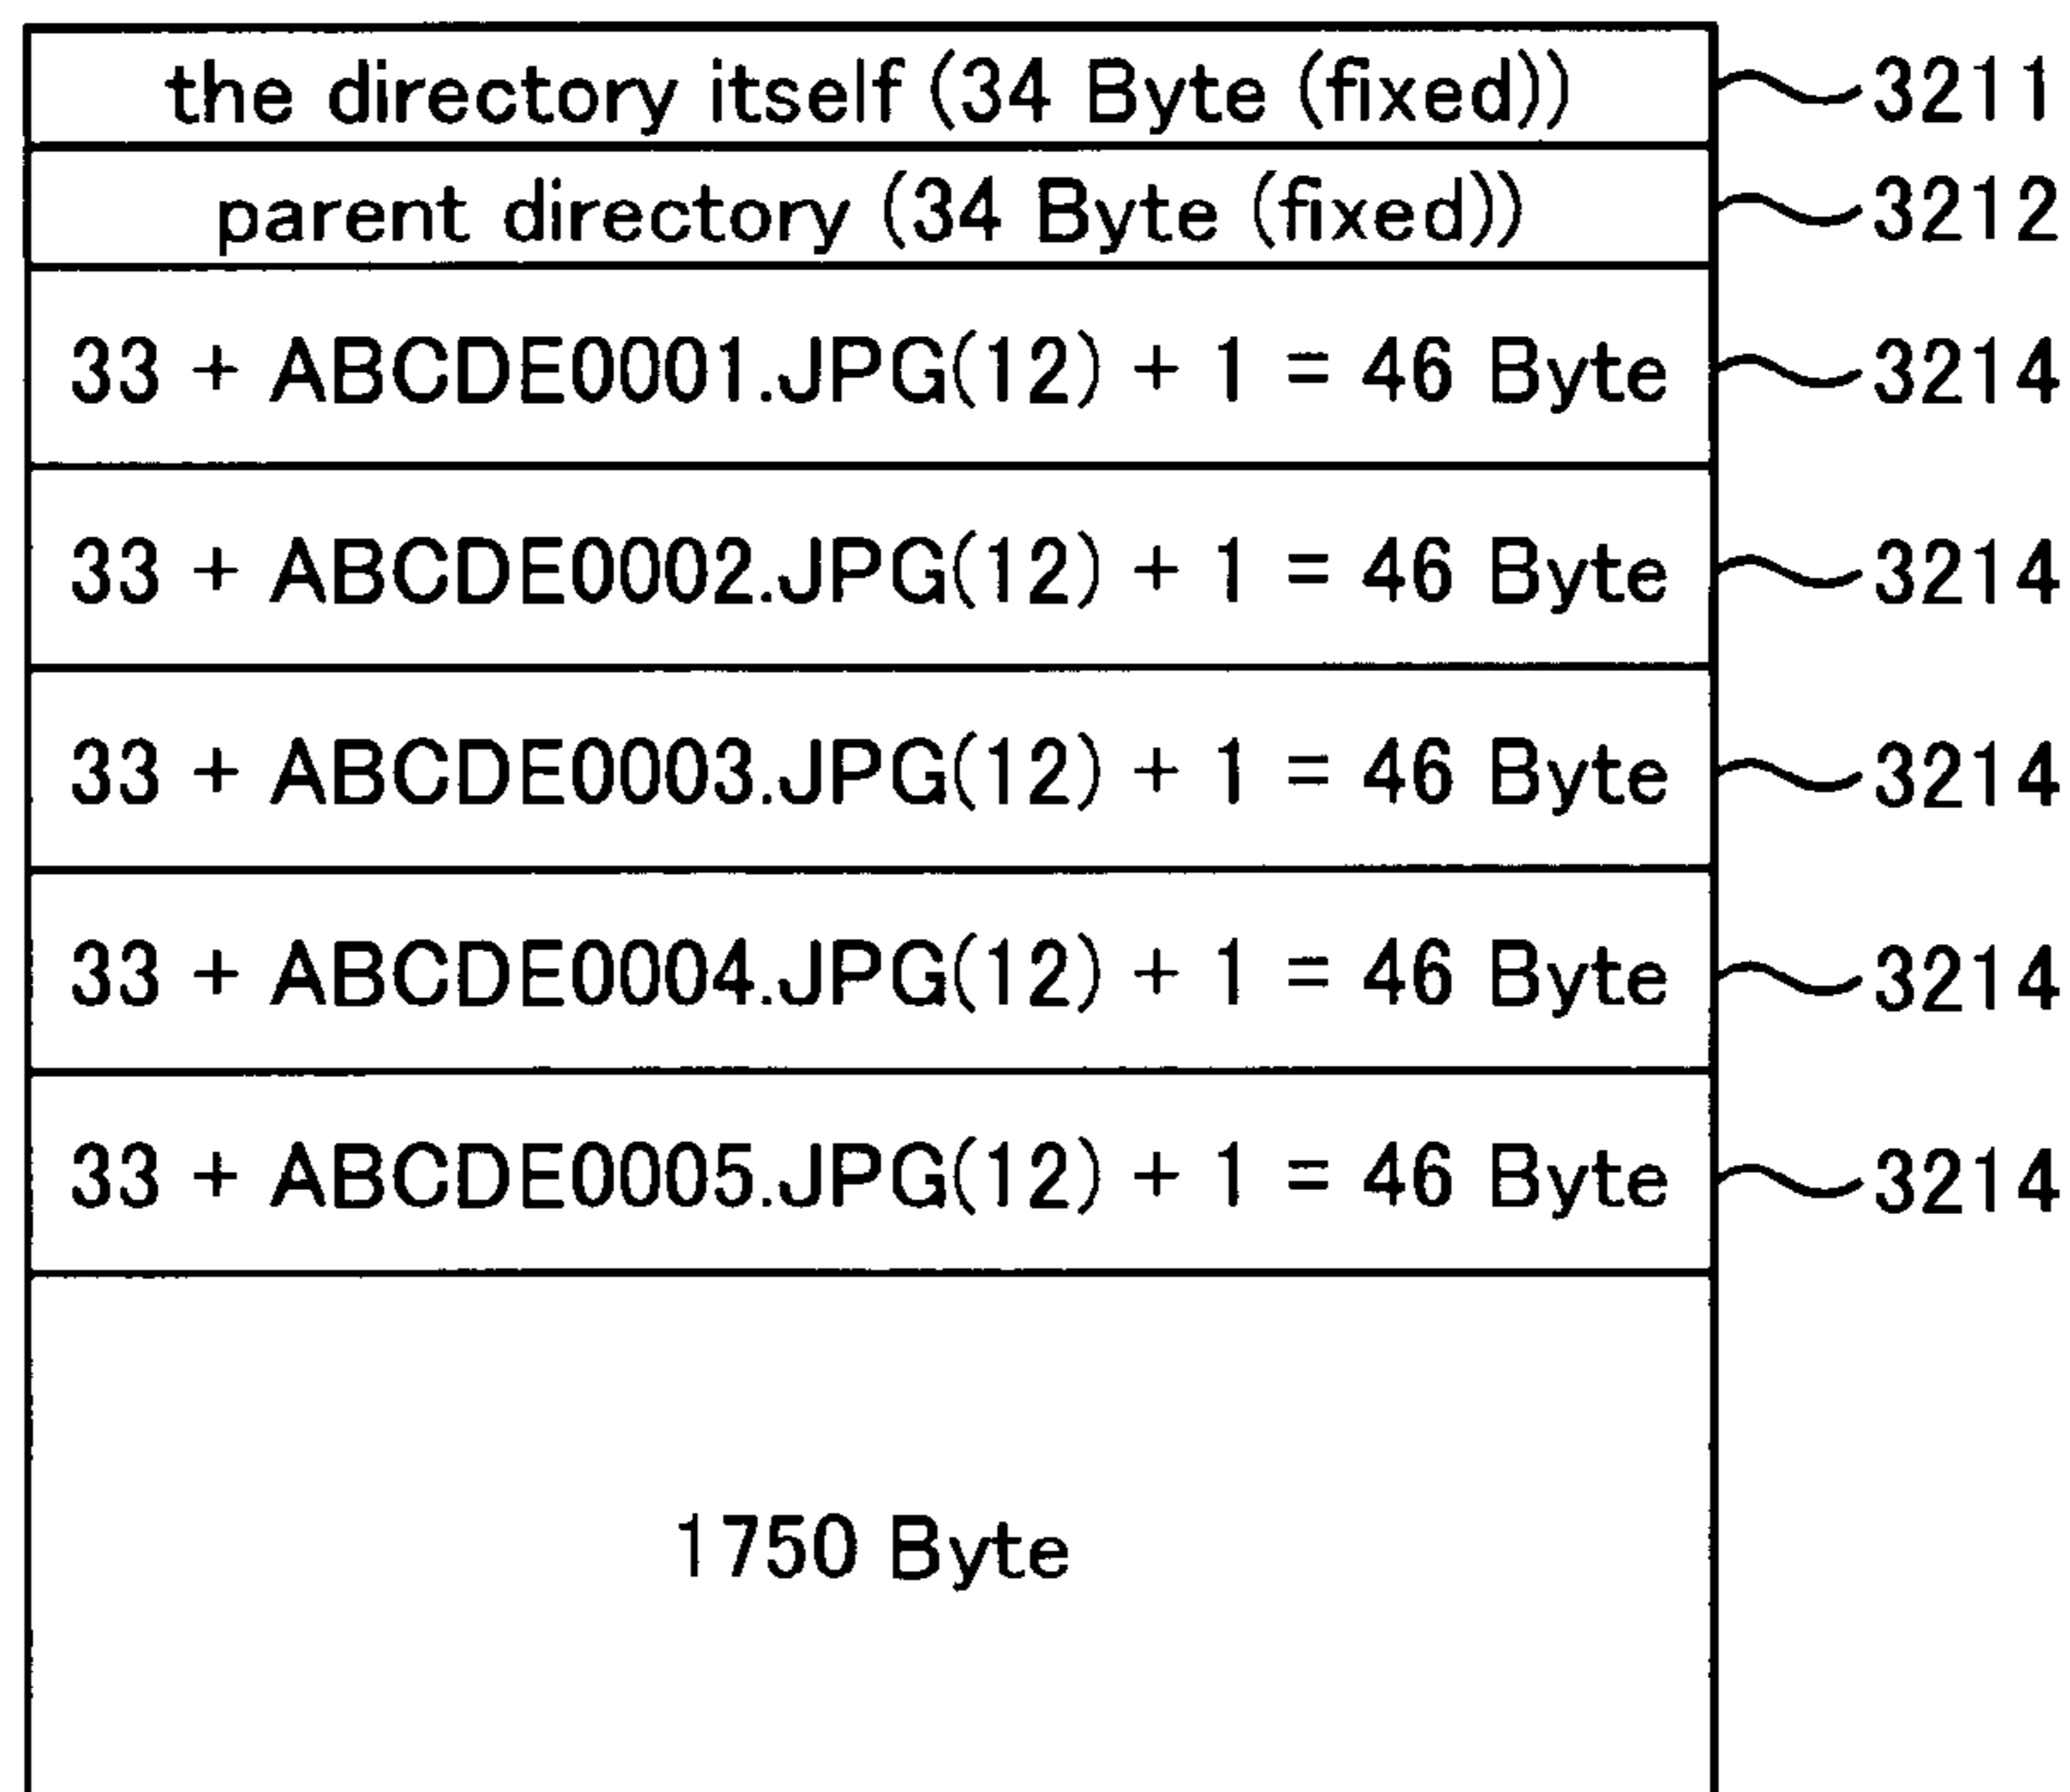 the directory itself (34 Byte (fixed)) 3211
parent directory (34 Byte (fixed)) 3212
33 + ABCDE0001.JPG(12) + 1 = 46 Byte 3214
33 + ABCDE0002.JPG(12) + 1 = 46 Byte 3214
33 + ABCDE0003.JPG(12) + 1 = 46 Byte 3214
33 + ABCDE0004.JPG(12) + 1 = 46 Byte 3214
33 + ABCDE0005.JPG(12) + 1 = 46 Byte 3214
1750 Byte